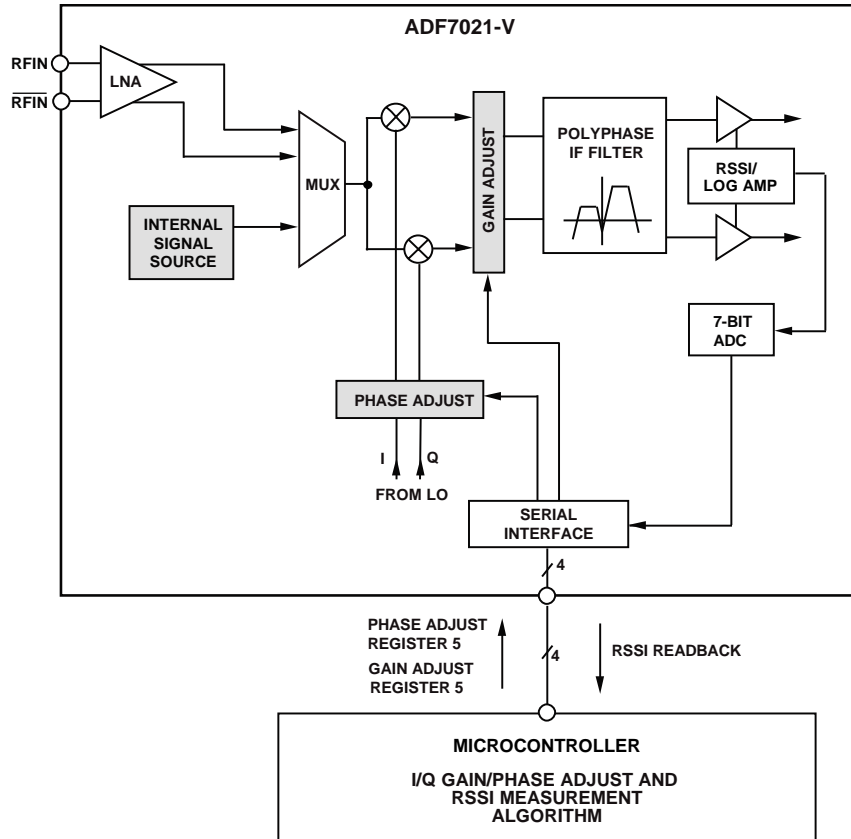 ADF7021-V
RFIN
RFIN
LNA
MUX
INTERNAL
SIGNAL
SOURCE
GAIN ADJUST
POLYPHASE
IF FILTER
RSSI/
LOG AMP
7-BIT
ADC
PHASE ADJUST
I
Q
FROM LO
SERIAL
INTERFACE
4
PHASE ADJUST
REGISTER 5
GAIN ADJUST
REGISTER 5
4
RSSI READBACK
MICROCONTROLLER
I/Q GAIN/PHASE ADJUST AND
RSSI MEASUREMENT
ALGORITHM